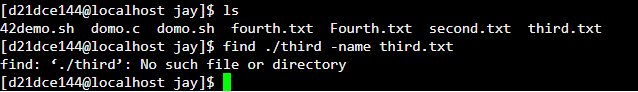 [d21dce144@localhost jay]$ ls
42demo.sh  domo.c  domo.sh  fourth.txt  Fourth.txt  second.txt  third.txt
[d21dce144@localhost jay]$ find ./third -name third.txt
find: ‘./third’: No such file or directory
[d21dce144@localhost jay]$